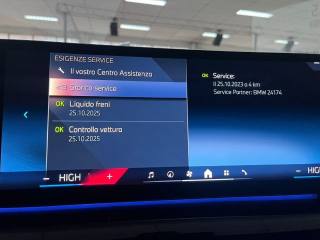 ESIGENZE SERVICE
Il vostro Centro Assistenza
Storico service
OK Liquido freni
25.10.2025
OK Controllo vettura
25.10.2025
OK Service:
Il 25.10.2023 a 4 km
Service Partner: BMW 24174
− HIGH +
− HIGH